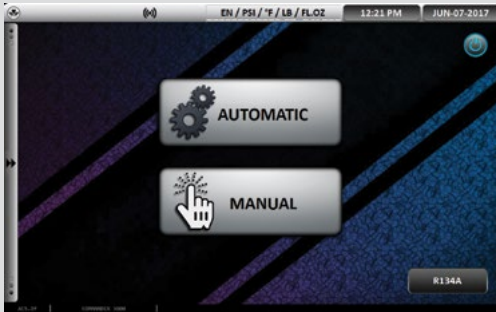 EN / PSI / °F / LB / FL.OZ
12:21 PM
JUN-07-2017
AUTOMATIC
MANUAL
R134A